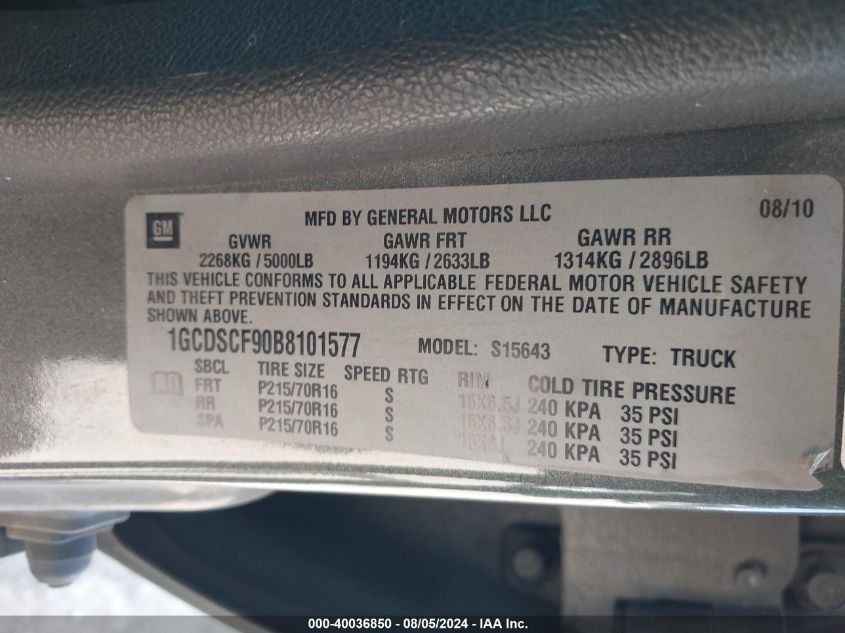 GM
MFD BY GENERAL MOTORS LLC 08/10
GVWR GAWR FRT GAWR RR
2268KG / 5000LB 1194KG / 2633LB 1314KG / 2896LB
THIS VEHICLE CONFORMS TO ALL APPLICABLE FEDERAL MOTOR VEHICLE SAFETY
AND THEFT PREVENTION STANDARDS IN EFFECT ON THE DATE OF MANUFACTURE
SHOWN ABOVE.
1GCDSCF90B8101577 MODEL: S15643 TYPE: TRUCK
SBCL TIRE SIZE SPEED RTG RIM COLD TIRE PRESSURE
FRT P215/70R16 S 16X6.5J 240 KPA 35 PSI
RR P215/70R16 S 16X6.5J 240 KPA 35 PSI
SPA P215/70R16 S 240 KPA 35 PSI
000-40036850 - 08/05/2024 - IAA Inc.